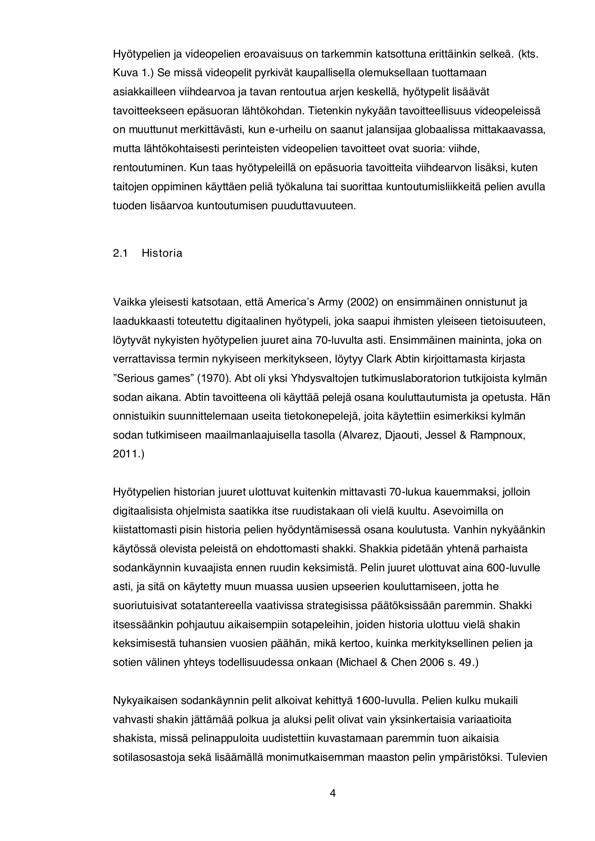 Hyötypelien ja videopelien eroavaisuus on tarkemmin katsottuna erittäinkin selkeä. (kts.
Kuva 1.) Se missä videopelit pyrkivät kaupallisella olemuksellaan tuottamaan
asiakkailleen viihdearvoa ja tavan rentoutua arjen keskellä, hyötypelit lisäävät
tavoitteekseen epäsuoran lähtökohdan. Tietenkin nykyään tavoitteellisuus videopeleissä
on muuttunut merkittävästi, kun e-urheilu on saanut jalansijaa globaalissa mittakaavassa,
mutta lähtökohtaisesti perinteisten videopelien tavoitteet ovat suoria: viihde,
rentoutuminen. Kun taas hyötypeleillä on epäsuoria tavoitteita viihdearvon lisäksi, kuten
taitojen oppiminen käyttäen peliä työkaluna tai suorittaa kuntoutumisliikkeitä pelien avulla
tuoden lisäarvoa kuntoutumisen puuduttavuuteen.
2.1 Historia
Vaikka yleisesti katsotaan, että America’s Army (2002) on ensimmäinen onnistunut ja
laadukkaasti toteutettu digitaalinen hyötypeli, joka saapui ihmisten yleiseen tietoisuuteen,
löytyvät nykyisten hyötypelien juuret aina 70-luvulta asti. Ensimmäinen maininta, joka on
verrattavissa termin nykyiseen merkitykseen, löytyy Clark Abtin kirjoittamasta kirjasta
”Serious games” (1970). Abt oli yksi Yhdysvaltojen tutkimuslaboratorion tutkijoista kylmän
sodan aikana. Abtin tavoitteena oli käyttää pelejä osana kouluttautumista ja opetusta. Hän
onnistuikin suunnittelemaan useita tietokonepelejä, joita käytettiin esimerkiksi kylmän
sodan tutkimiseen maailmanlaajuisella tasolla (Alvarez, Djaouti, Jessel & Rampnoux,
2011.)
Hyötypelien historian juuret ulottuvat kuitenkin mittavasti 70-lukua kauemmaksi, jolloin
digitaalisista ohjelmista saatikka itse ruudistakaan oli vielä kuultu. Asevoimilla on
kiistattomasti pisin historia pelien hyödyntämisessä osana koulutusta. Vanhin nykyäänkin
käytössä olevista peleistä on ehdottomasti shakki. Shakkia pidetään yhtenä parhaista
sodankäynnin kuvaajista ennen ruudin keksimistä. Pelin juuret ulottuvat aina 600-luvulle
asti, ja sitä on käytetty muun muassa uusien upseerien kouluttamiseen, jotta he
suoriutuisivat sotatantereella vaativissa strategisissa päätöksissään paremmin. Shakki
itsessäänkin pohjautuu aikaisempiin sotapeleihin, joiden historia ulottuu vielä shakin
keksimisestä tuhansien vuosien päähän, mikä kertoo, kuinka merkityksellinen pelien ja
sotien välinen yhteys todellisuudessa onkaan (Michael & Chen 2006 s. 49.)
Nykyaikaisen sodankäynnin pelit alkoivat kehittyä 1600-luvulla. Pelien kulku mukaili
vahvasti shakin jättämää polkua ja aluksi pelit olivat vain yksinkertaisia variaatioita
shakista, missä pelinappuloita uudistettiin kuvastamaan paremmin tuon aikaisia
sotilasosastoja sekä lisäämällä monimutkaisemman maaston pelin ympäristöksi. Tulevien
4